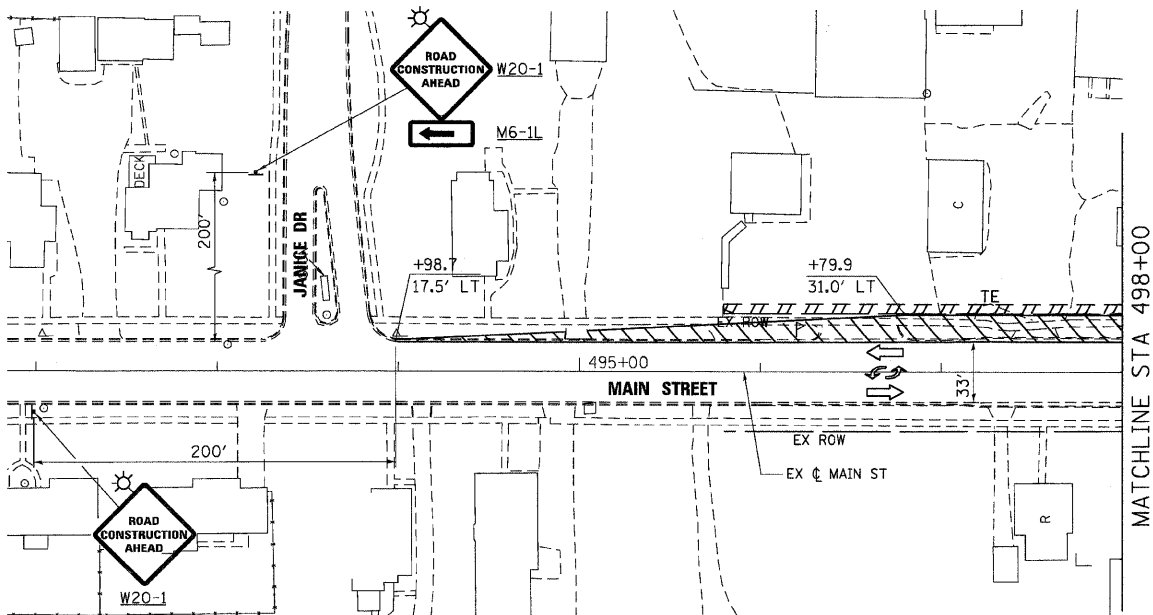 ROAD
CONSTRUCTION
AHEAD
W20-1
M6-1L
DECK
200'
JANICE DR
+98.7
17.5' LT
+79.9
31.0' LT
C
TE
EX ROW
495+00
MAIN STREET
33'
EX ROW
200'
EX ℄ MAIN ST
ROAD
CONSTRUCTION
AHEAD
W20-1
R
MATCHLINE STA 498+00